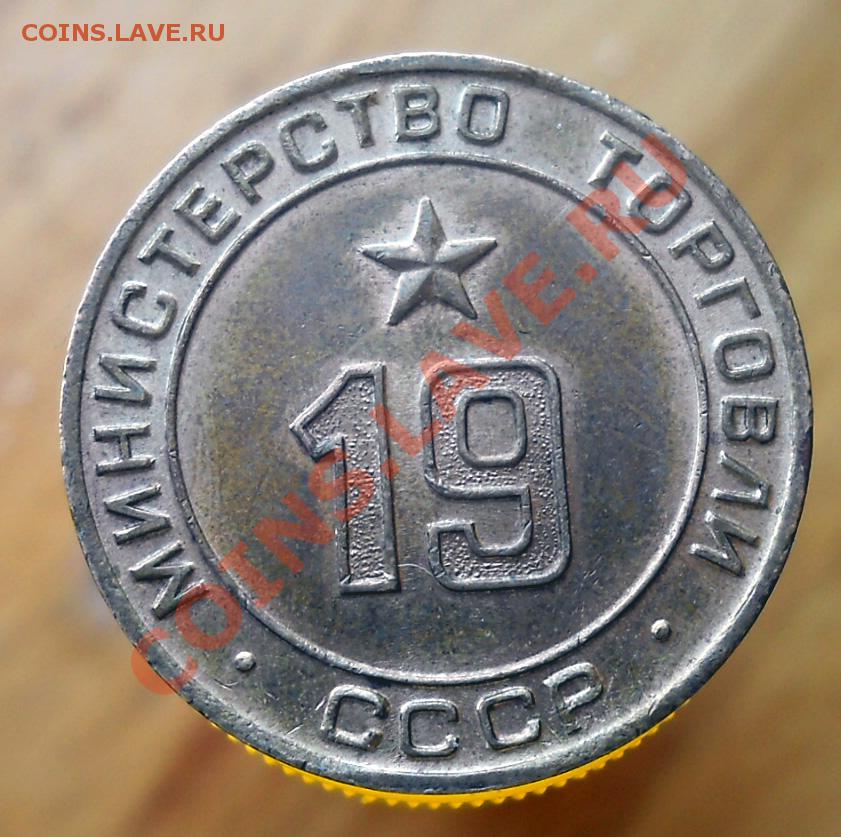 COINS.LAVE.RU
МИНИСТЕРСТВО ТОРГОВЛИ
19
• СССР •
COINS.LAVE.RU